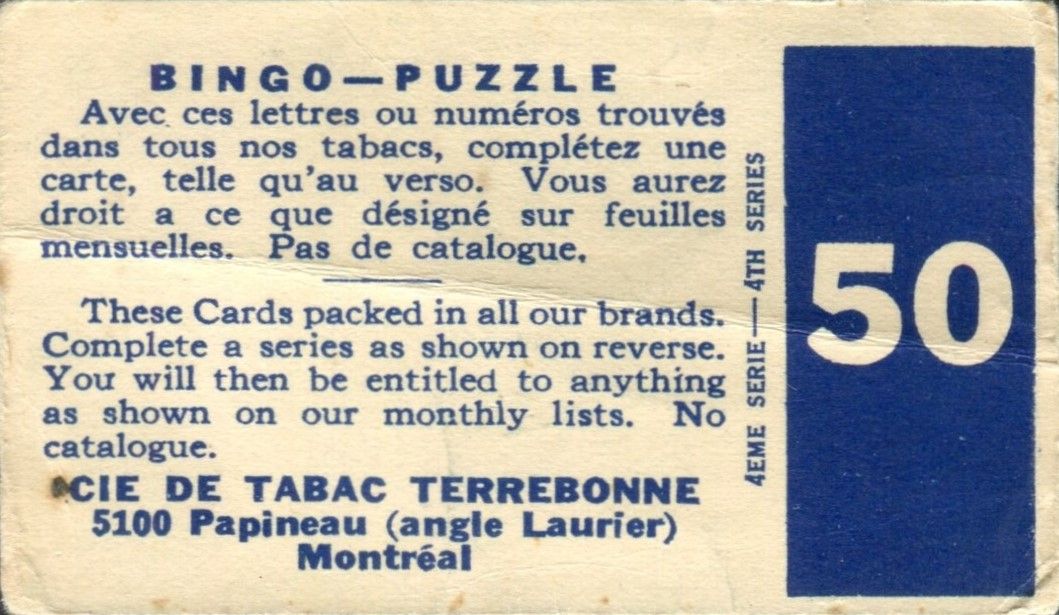 BINGO—PUZZLE
Avec ces lettres ou numéros trouvés
dans tous nos tabacs, complétez une
carte, telle qu'au verso. Vous aurez
droit a ce que désigné sur feuilles
mensuelles. Pas de catalogue.
These Cards packed in all our brands.
Complete a series as shown on reverse.
You will then be entitled to anything
as shown on our monthly lists. No
catalogue.
CIE DE TABAC TERREBONNE
5100 Papineau (angle Laurier)
Montréal
4EME SERIE—4TH SERIES
50